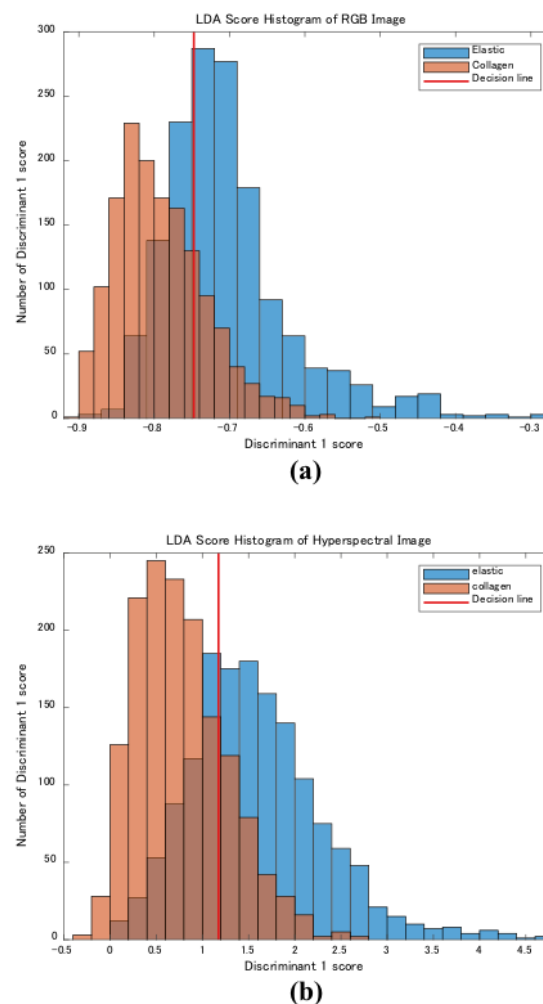 LDA Score Histogram of RGB Image
300
250
200
150
100
50
0
Number of Discriminant 1 score
Elastic
Collagen
Decision line
-0.9 -0.8 -0.7 -0.6 -0.5 -0.4 -0.3
Discriminant 1 score
(a)
LDA Score Histogram of Hyperspectral Image
250
200
150
100
50
0
Number of Discriminant 1 score
elastic
collagen
Decision line
-0.5 0 0.5 1 1.5 2 2.5 3 3.5 4 4.5
Discriminant 1 score
(b)